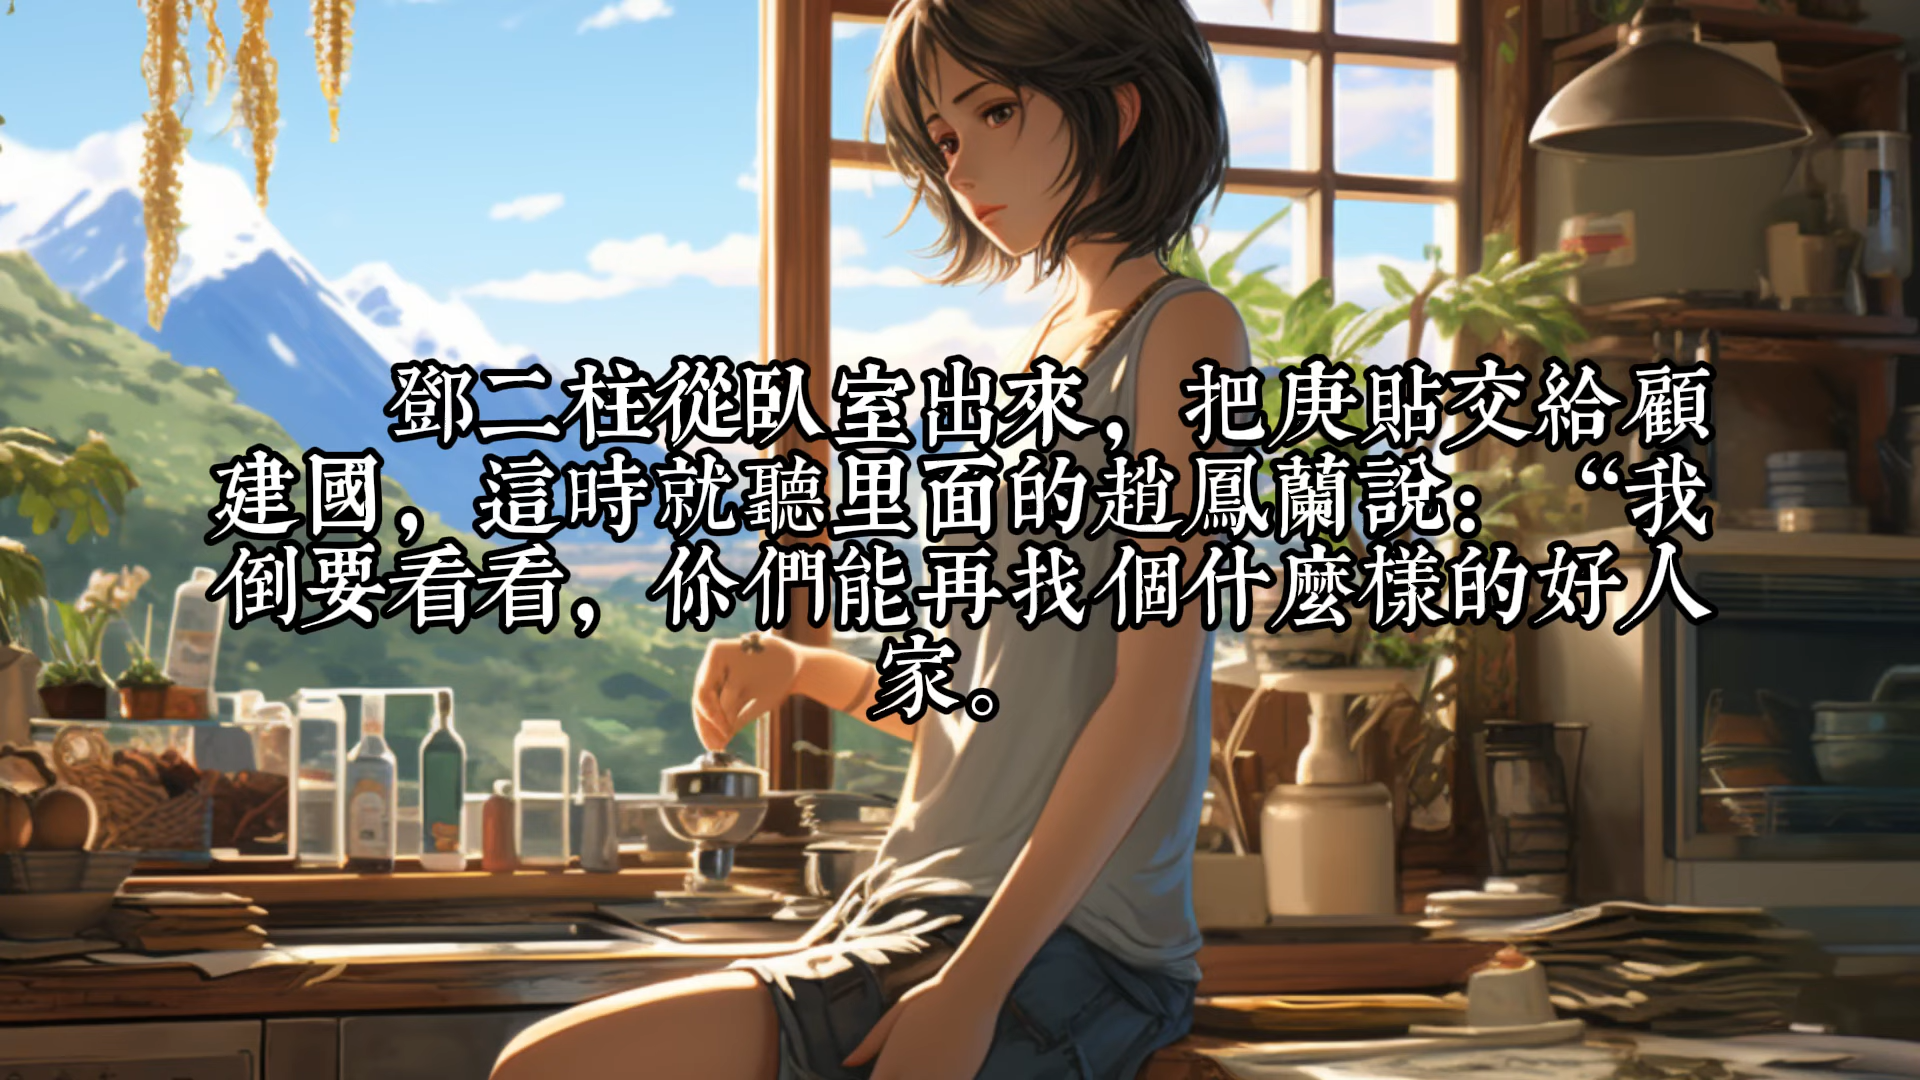 鄧二柱從臥室出來，把庚貼交給顧
建國，這時就聽里面的趙鳳蘭說：“我
倒要看看，你們能再找個什麼樣的好人
家。